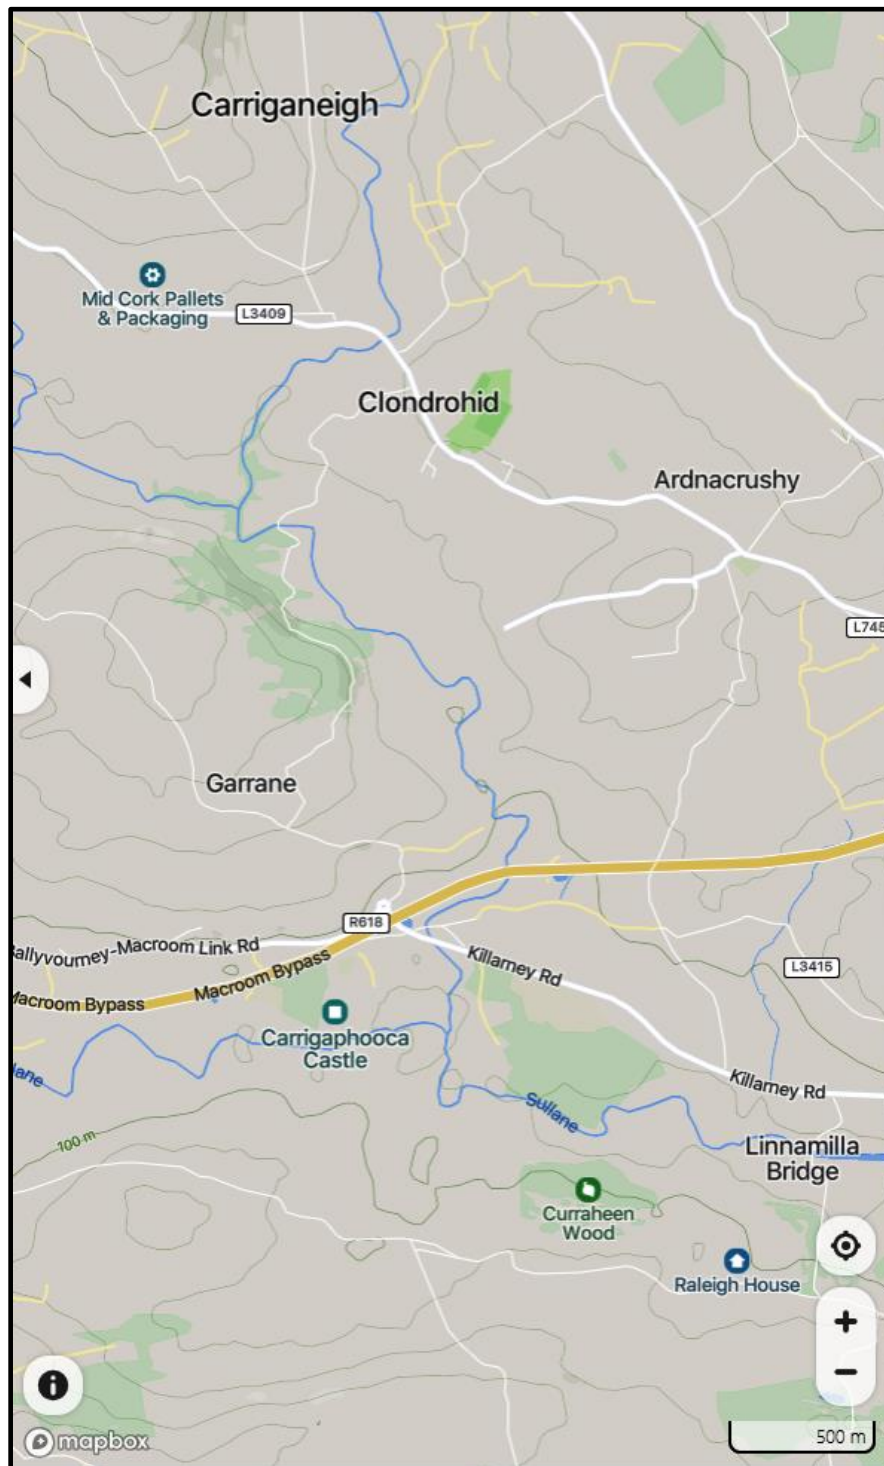 Carriganeigh
Mid Cork Pallets
& Packaging
L3409
Clondrohid
Ardnacrushy
L745
Garrane
R618
Ballyvourney-Macroom Link Rd
Killarney Rd
L3415
Macroom Bypass
Macroom Bypass
Carrigaphooca
Castle
lane
Killarney Rd
Sullane
100 m
Linnamilla
Bridge
Curraheen
Wood
Raleigh House
mapbox
500 m